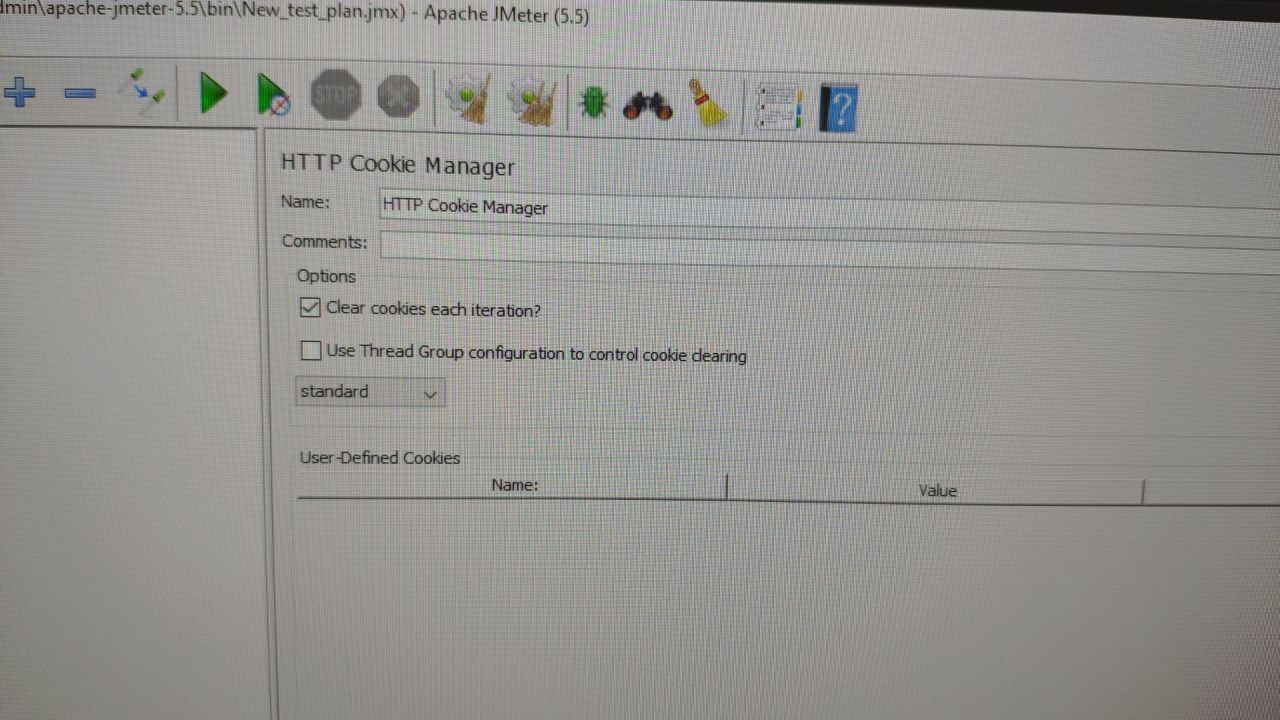 dmin\apache-jmeter-5.5\bin\New_test_plan.jmx) - Apache JMeter (5.5)
STOP
?
HTTP Cookie Manager
Name: HTTP Cookie Manager
Comments:
Options
Clear cookies each iteration?
Use Thread Group configuration to control cookie clearing
standard
User-Defined Cookies
Name: Value